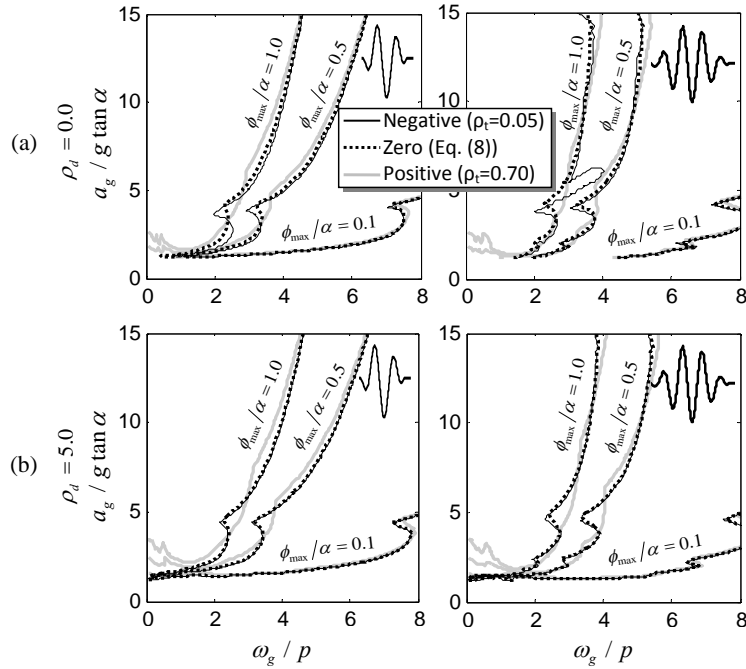 (a)
ρ_d = 0.0
a_g / g tan α
15
10
5
0
0 2 4 6 8
ϕ_max/α = 1.0
ϕ_max/α = 0.5
ϕ_max/α = 0.1
15
10
5
0
0 2 4 6 8
ϕ_max/α = 1.0
ϕ_max/α = 0.5
ϕ_max/α = 0.1
Negative (ρ_t=0.05)
Zero (Eq. (8))
Positive (ρ_t=0.70)
(b)
ρ_d = 5.0
a_g / g tan α
15
10
5
0
0 2 4 6 8
ϕ_max/α = 1.0
ϕ_max/α = 0.5
ϕ_max/α = 0.1
ω_g / p
15
10
5
0
0 2 4 6 8
ϕ_max/α = 1.0
ϕ_max/α = 0.5
ϕ_max/α = 0.1
ω_g / p